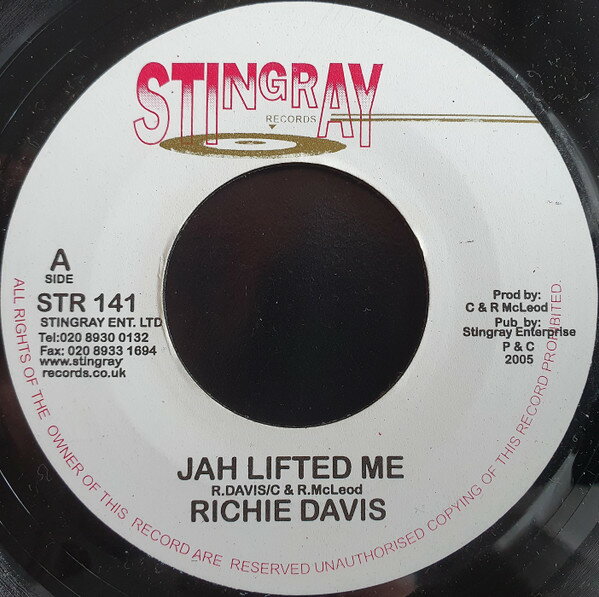 STINGRAY
RECORDS
A
SIDE
STR 141
STINGRAY ENT. LTD
Tel:020 8930 0132
Fax: 020 8933 1694
www.stingray
records.co.uk
Prod by:
C & R McLeod
Pub by:
Stingray Enterprise
P & C
2005
JAH LIFTED ME
R.DAVIS/C & R.McLeod
RICHIE DAVIS
ALL RIGHTS OF THE OWNER OF THIS RECORD ARE RESERVED UNAUTHORISED COPYING OF THIS RECORD PROHIBITED.